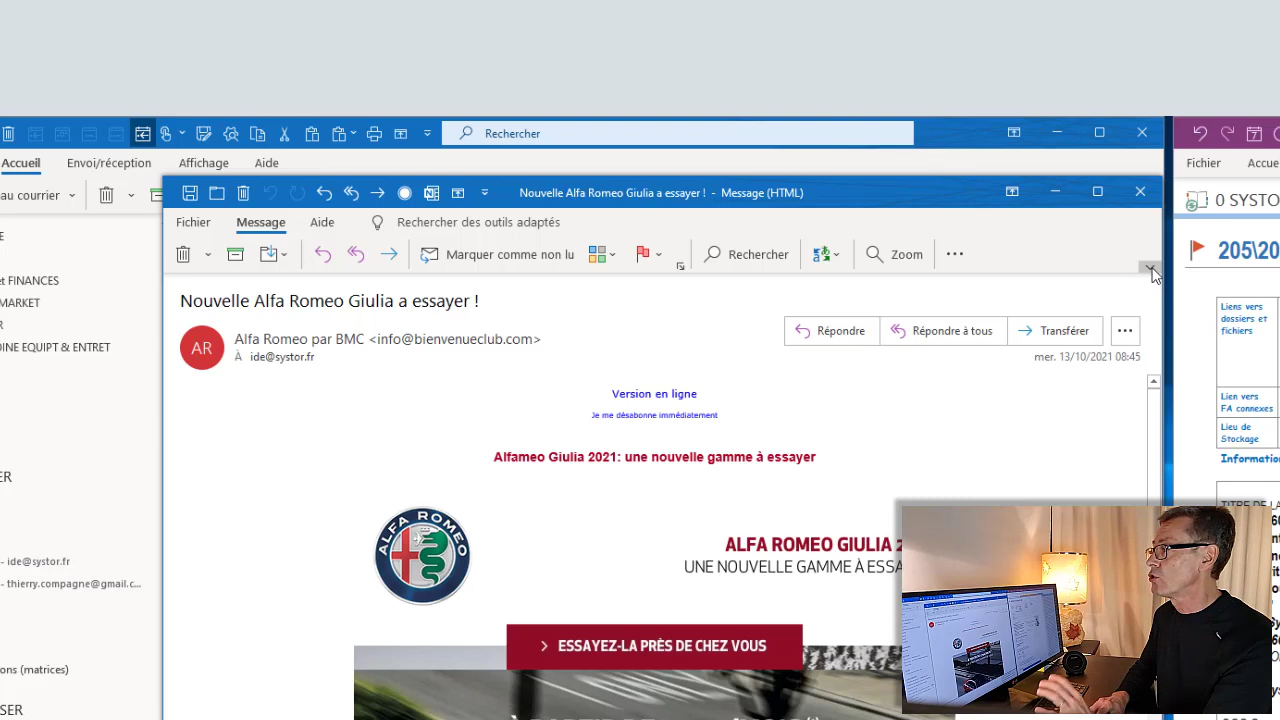 Rechercher
Accueil Envoi/réception Affichage Aide
Fichier
au courrier
Nouvelle Alfa Romeo Giulia a essayer ! - Message (HTML)
Fichier Message Aide Rechercher des outils adaptés
Marquer comme non lu Rechercher Zoom
0 SYSTO
E
et FINANCES
MARKET
R
INE EQUIPT & ENTRET
ER
- ide@systor.fr
- thierry.compagne@gmail.c...
ons (matrices)
SER
Nouvelle Alfa Romeo Giulia a essayer !
AR
Alfa Romeo par BMC <info@bienvenueclub.com>
À ide@systor.fr
Répondre Répondre à tous Transférer
mer. 13/10/2021 08:45
Version en ligne
Je me désabonne immédiatement
Alfameo Giulia 2021: une nouvelle gamme à essayer
ALFA ROMEO
ALFA ROMEO GIULIA 2
UNE NOUVELLE GAMME À ESSA
> ESSAYEZ-LA PRÈS DE CHEZ VOUS
205\20
Liens vers
dossiers et
fichiers
Lien vers
FA connexes
Lieu de
Stockage
Information